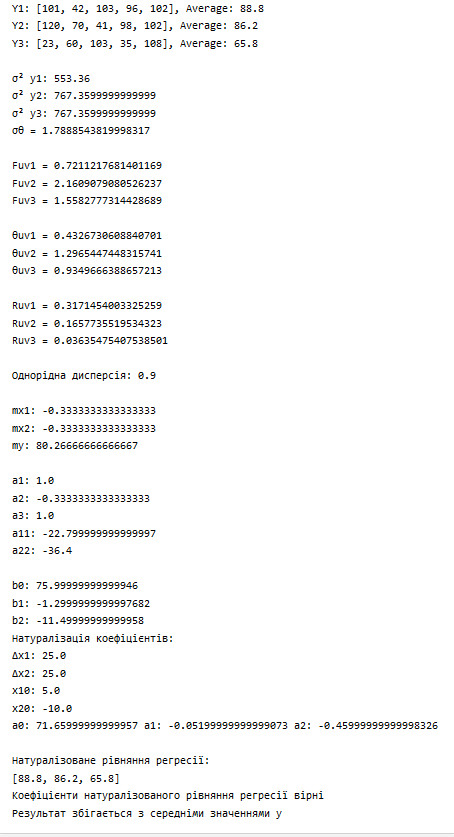 Y1: [101, 42, 103, 96, 102], Average: 88.8
Y2: [120, 70, 41, 98, 102], Average: 86.2
Y3: [23, 60, 103, 35, 108], Average: 65.8
σ² y1: 553.36
σ² y2: 767.3599999999999
σ² y3: 767.3599999999999
σθ = 1.7888543819998317
Fuv1 = 0.7211217681401169
Fuv2 = 2.1609079080526237
Fuv3 = 1.5582777314428689
θuv1 = 0.4326730608840701
θuv2 = 1.2965447448315741
θuv3 = 0.9349666388657213
Ruv1 = 0.3171454003325259
Ruv2 = 0.1657735519534323
Ruv3 = 0.03635475407538501
Однорідна дисперсія: 0.9
mx1: -0.3333333333333333
mx2: -0.3333333333333333
my: 80.26666666666667
a1: 1.0
a2: -0.3333333333333333
a3: 1.0
a11: -22.799999999999997
a22: -36.4
b0: 75.99999999999946
b1: -1.2999999999997682
b2: -11.49999999999958
Натуралізація коефіцієнтів:
Δx1: 25.0
Δx2: 25.0
x10: 5.0
x20: -10.0
a0: 71.65999999999957 a1: -0.05199999999999073 a2: -0.45999999999998326
Натуралізоване рівняння регресії:
[88.8, 86.2, 65.8]
Коефіцієнти натуралізованого рівняння регресії вірні
Результат збігається з середніми значеннями y